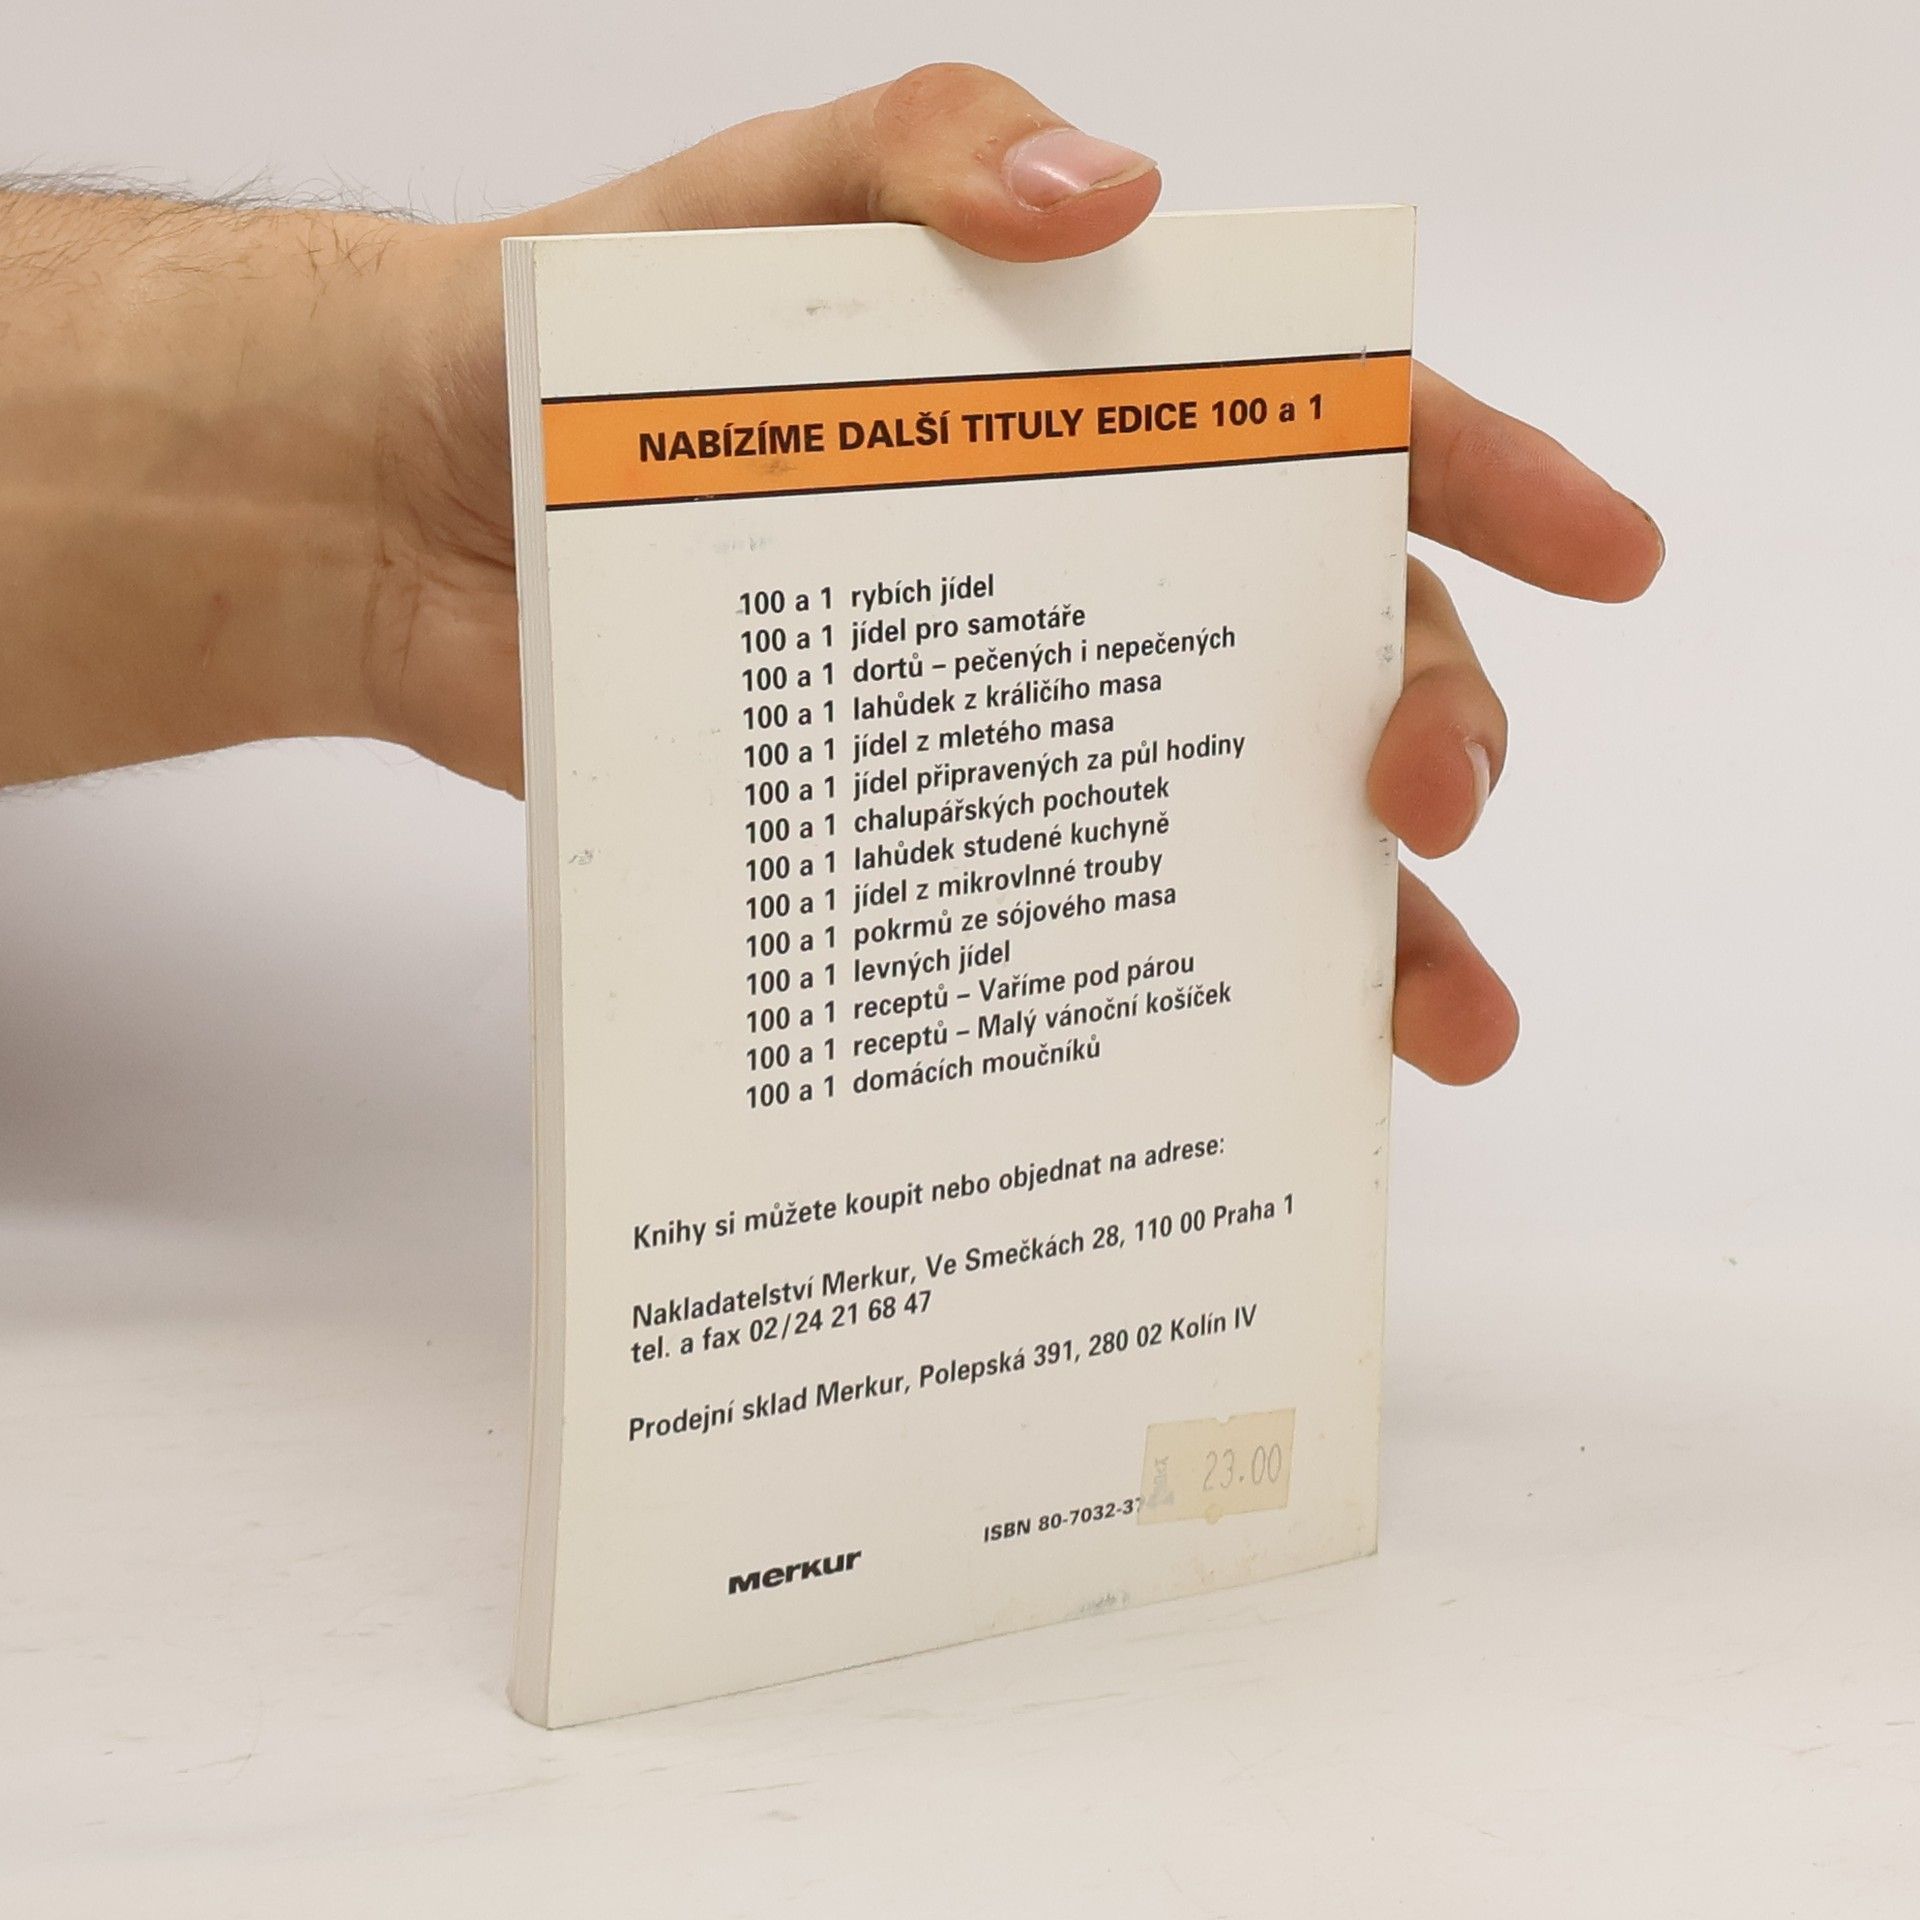 NABÍZÍME DALŠÍ TITULY EDICE 100 a 1
100 a 1 rybích jídel
100 a 1 jídel pro samotáře
100 a 1 dortů – pečených i nepečených
100 a 1 lahůdek z králičího masa
100 a 1 jídel z mletého masa
100 a 1 jídel připravených za půl hodiny
100 a 1 chalupářských pochoutek
100 a 1 lahůdek studené kuchyně
100 a 1 jídel z mikrovlnné trouby
100 a 1 pokrmů ze sójového masa
100 a 1 levných jídel
100 a 1 receptů – Vaříme pod párou
100 a 1 receptů – Malý vánoční košíček
100 a 1 domácích moučníků
Knihy si můžete koupit nebo objednat na adrese:
Nakladatelství Merkur, Ve Smečkách 28, 110 00 Praha 1
tel. a fax 02/24 21 68 47
Prodejní sklad Merkur, Polepská 391, 280 02 Kolín IV
23.00
ISBN 80-7032-37
merkur